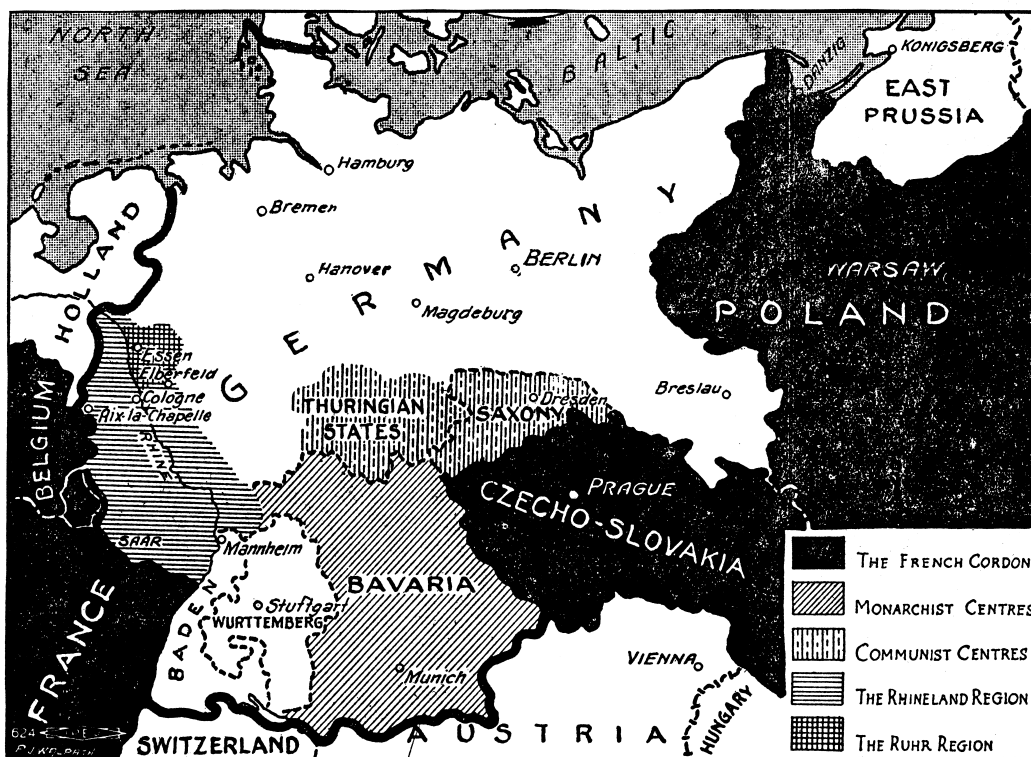 NORTH
SEA
BALTIC
DANZIG
KONIGSBERG
EAST
PRUSSIA
Hamburg
Bremen
HOLLAND
GERMANY
Hanover
BERLIN
Magdeburg
WARSAW
POLAND
Essen
Elberfeld
Cologne
Aix-la-Chapelle
BELGIUM
RHINE
THURINGIAN
STATES
SAXONY
Dresden
Breslau
PRAGUE
CZECHO-SLOVAKIA
SAAR
Mannheim
BAVARIA
FRANCE
BADEN
Stuttgart
WURTTEMBERG
Munich
VIENNA
HUNGARY
AUSTRIA
SWITZERLAND
624
THE FRENCH CORDON
MONARCHIST CENTRES
COMMUNIST CENTRES
THE RHINELAND REGION
THE RUHR REGION